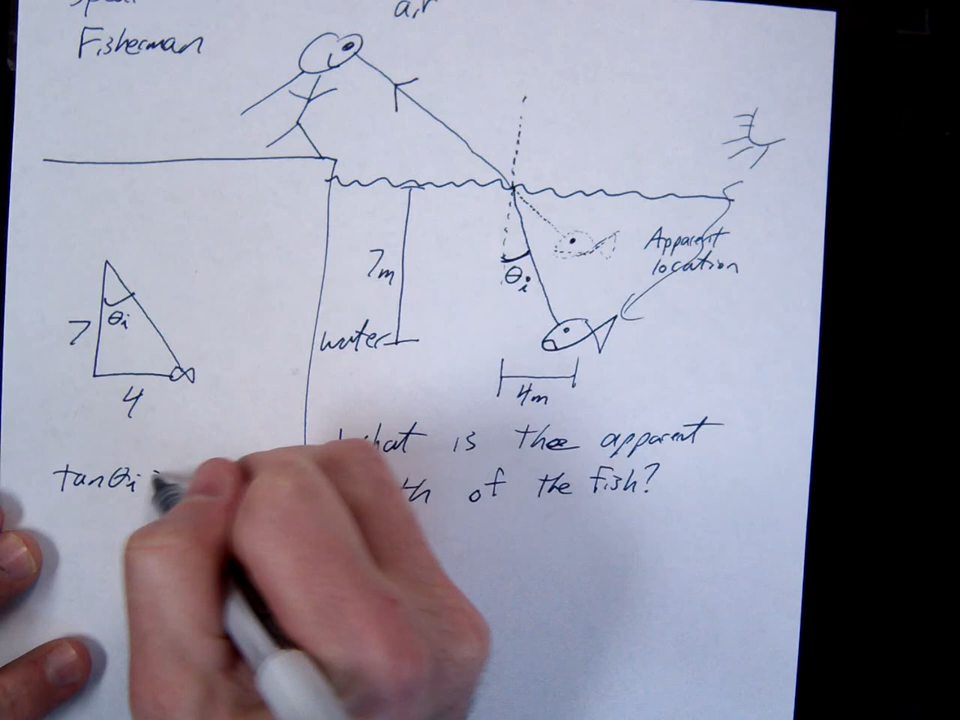 air
Fisherman
7m
θi
Apparent
location
water
7
θi
4
4m
What is the apparent
of the fish?
tanθi